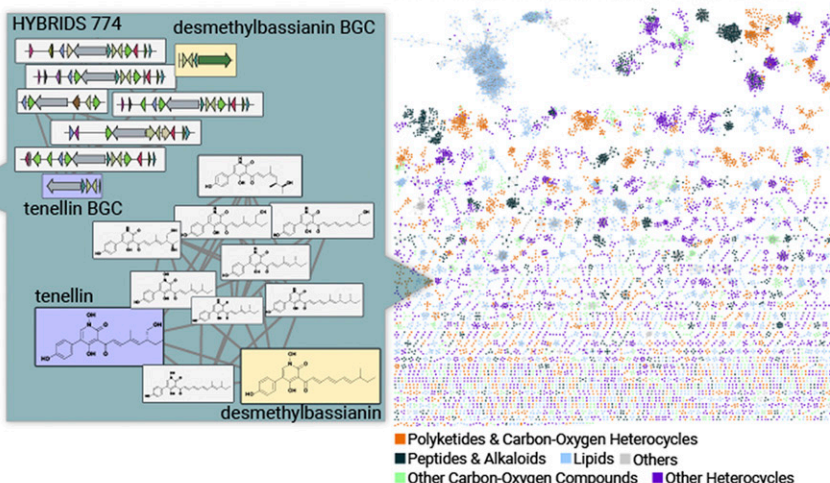 HYBRIDS 774
desmethylbassianin BGC
tenellin BGC
tenellin
desmethylbassianin
Polyketides & Carbon-Oxygen Heterocycles
Peptides & Alkaloids Lipids Others
Other Carbon-Oxygen Compounds Other Heterocycles